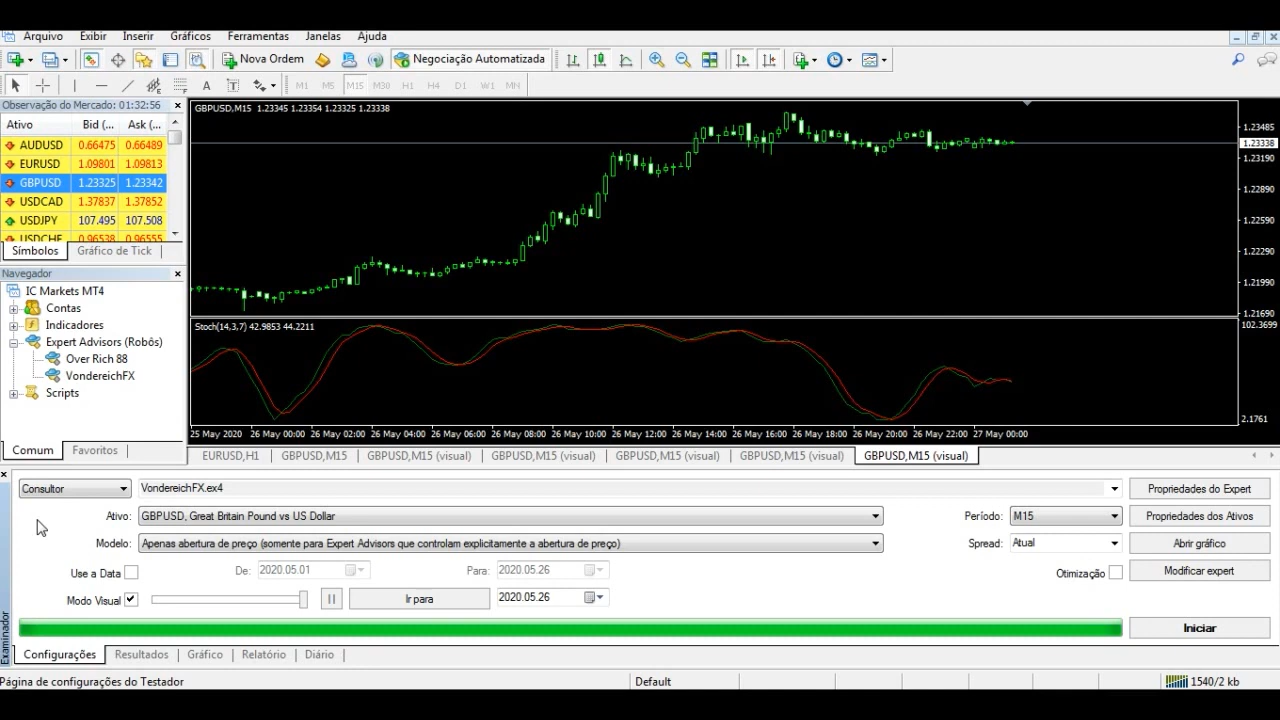 Arquivo Exibir Inserir Gráficos Ferramentas Janelas Ajuda
Nova Ordem Negociação Automatizada
A T M1 M5 M15 M30 H1 H4 D1 W1 MN
Observação do Mercado: 01:32:56
Ativo Bid (... Ask (...
AUDUSD 0.66475 0.66489
EURUSD 1.09801 1.09813
GBPUSD 1.23325 1.23342
USDCAD 1.37837 1.37852
USDJPY 107.495 107.508
USDCHF 0.96538 0.96555
Símbolos Gráfico de Tick
Navegador
IC Markets MT4
Contas
Indicadores
Expert Advisors (Robôs)
Over Rich 88
VondereichFX
Scripts
Comum Favoritos
GBPUSD,M15 1.23345 1.23354 1.23325 1.23338
1.23485
1.23338
1.23190
1.22890
1.22590
1.22290
1.21990
1.21690
Stoch(14,3,7) 42.9853 44.2211
102.3699
2.1761
25 May 2020 26 May 00:00 26 May 02:00 26 May 04:00 26 May 06:00 26 May 08:00 26 May 10:00 26 May 12:00 26 May 14:00 26 May 16:00 26 May 18:00 26 May 20:00 26 May 22:00 27 May 00:00
EURUSD,H1 GBPUSD,M15 GBPUSD,M15 (visual) GBPUSD,M15 (visual) GBPUSD,M15 (visual) GBPUSD,M15 (visual) GBPUSD,M15 (visual)
Consultor VondereichFX.ex4 Propriedades do Expert
Ativo: GBPUSD, Great Britain Pound vs US Dollar Período: M15 Propriedades dos Ativos
Modelo: Apenas abertura de preço (somente para Expert Advisors que controlam explicitamente a abertura de preço) Spread: Atual Abrir gráfico
Use a Data De: 2020.05.01 Para: 2020.05.26 Otimização Modificar expert
Modo Visual Ir para 2020.05.26
Iniciar
Examinador
Configurações Resultados Gráfico Relatório Diário
Página de configurações do Testador Default 1540/2 kb